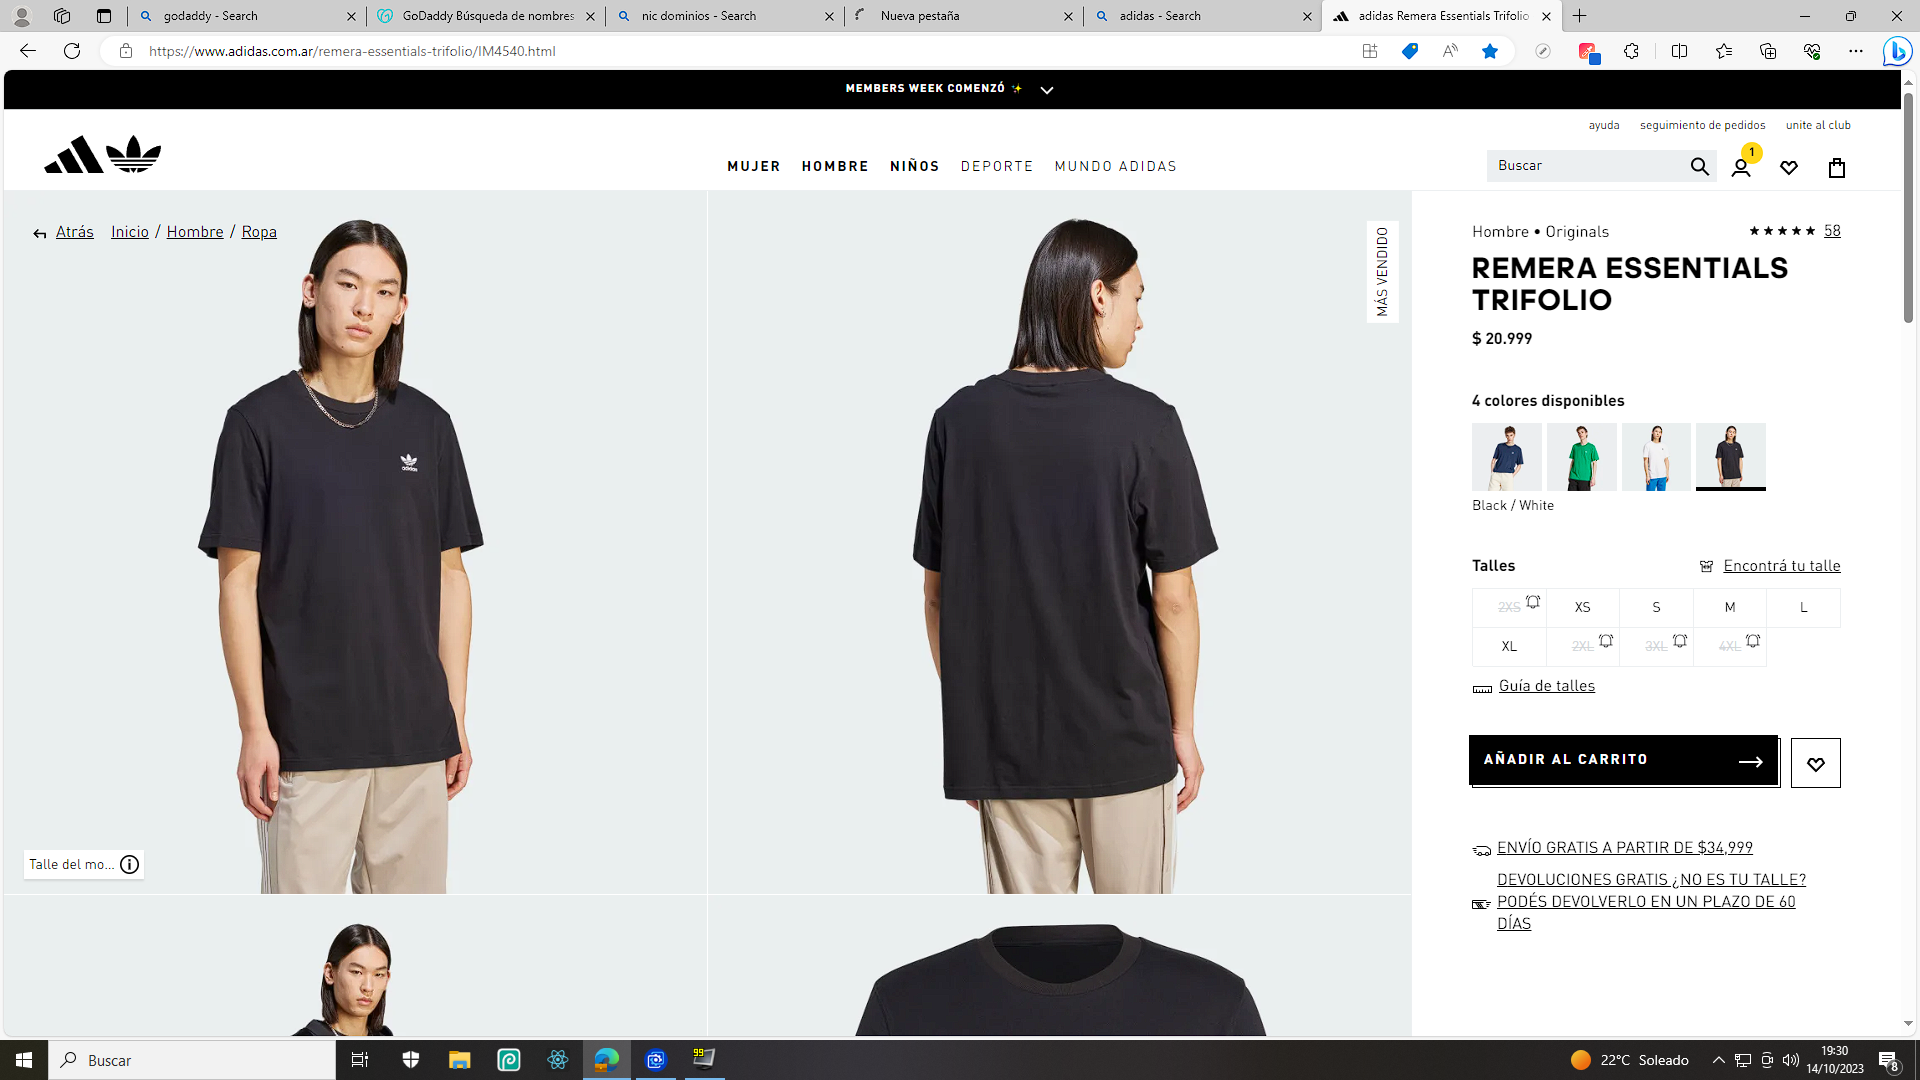 godaddy - Search
GoDaddy Búsqueda de nombres
nic dominios - Search
Nueva pestaña
adidas - Search
adidas Remera Essentials Trifolio
https://www.adidas.com.ar/remera-essentials-trifolio/IM4540.html
MEMBERS WEEK COMENZÓ ✨
ayuda
seguimiento de pedidos
unite al club
MUJER
HOMBRE
NIÑOS
DEPORTE
MUNDO ADIDAS
Buscar
1
Atrás
Inicio / Hombre / Ropa
adidas
MÁS VENDIDO
Talle del mo...
Hombre • Originals
58
REMERA ESSENTIALS
TRIFOLIO
$ 20.999
4 colores disponibles
Black / White
Talles
Encontrá tu talle
2XS
XS
S
M
L
XL
2XL
3XL
4XL
Guía de talles
AÑADIR AL CARRITO
ENVÍO GRATIS A PARTIR DE $34,999
DEVOLUCIONES GRATIS ¿NO ES TU TALLE?
PODÉS DEVOLVERLO EN UN PLAZO DE 60
DÍAS
Buscar
99
22°C Soleado
19:30
14/10/2023
8